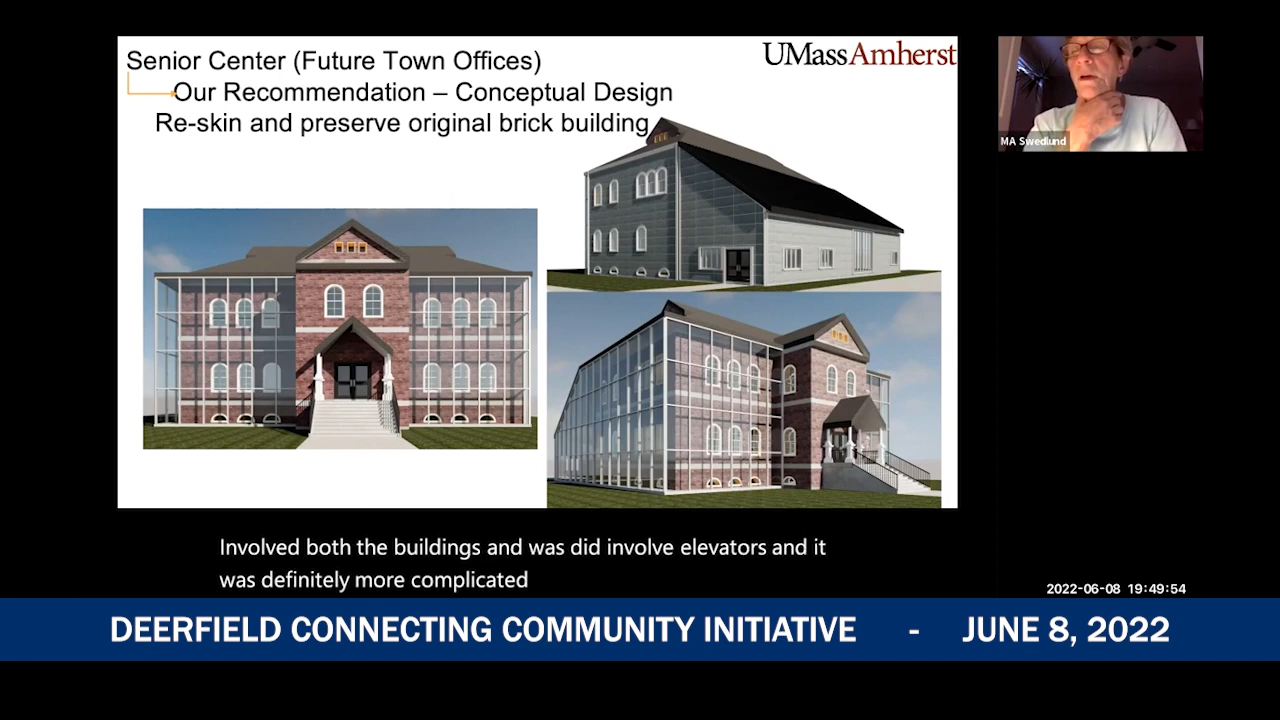 Senior Center (Future Town Offices)
UMassAmherst
Our Recommendation – Conceptual Design
Re-skin and preserve original brick building
MA Swedlund
Involved both the buildings and was did involve elevators and it
was definitely more complicated
2022-06-08 19:49:54
DEERFIELD CONNECTING COMMUNITY INITIATIVE - JUNE 8, 2022